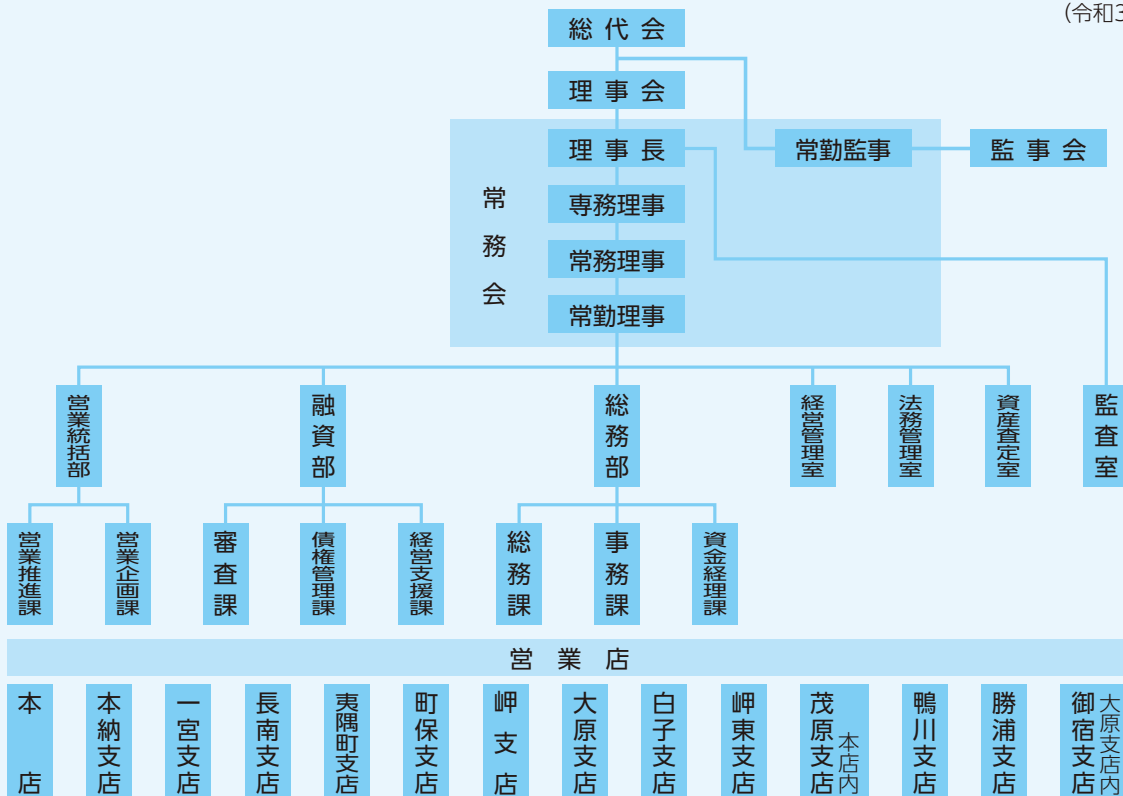 (令和3
総代会
理事会
理事長
常勤監事
監事会
常務会
専務理事
常務理事
常勤理事
営業統括部
融資部
総務部
経営管理室
法務管理室
資産査定室
監査室
営業推進課
営業企画課
審査課
債権管理課
経営支援課
総務課
事務課
資金経理課
営業店
本店
本納支店
一宮支店
長南支店
夷隅町支店
町保支店
岬支店
大原支店
白子支店
岬東支店
茂原支店
本店内
鴨川支店
勝浦支店
御宿支店
大原支店内